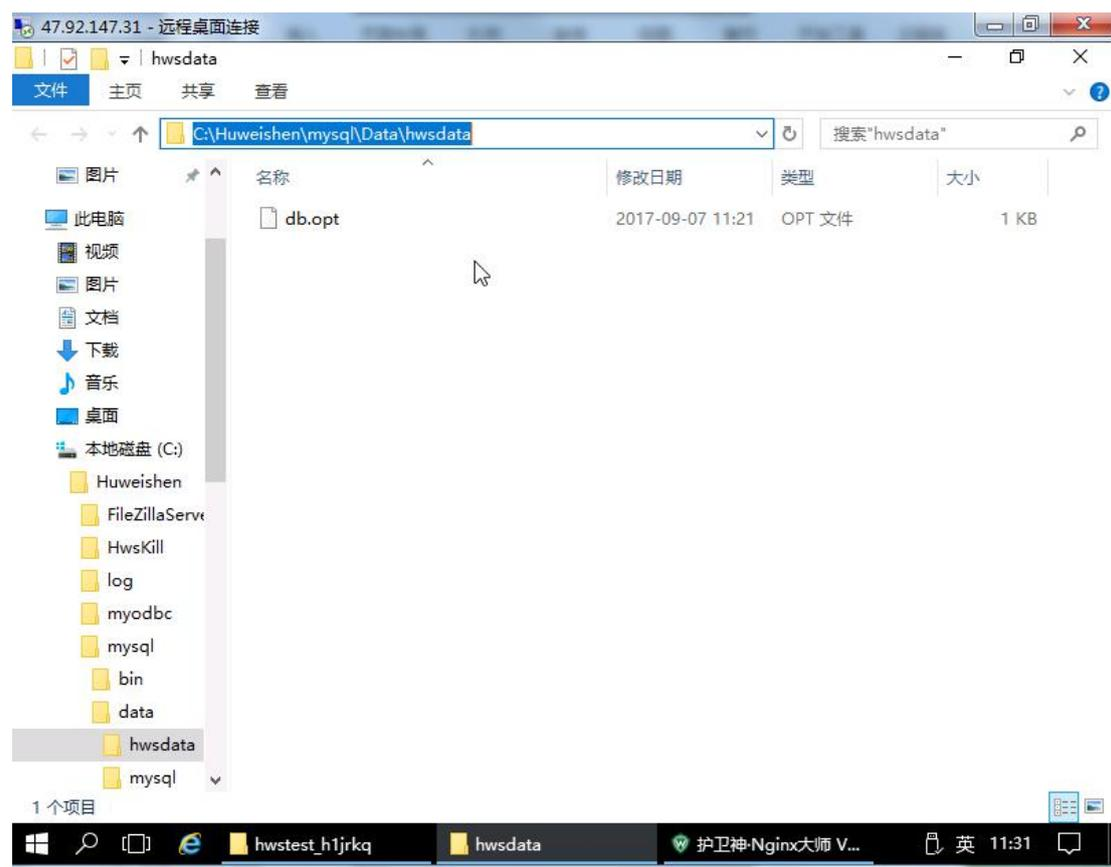 47.92.147.31 - 远程桌面连接
hwsdata
文件 主页 共享 查看
C:\Huweishen\mysql\Data\hwsdata 搜索"hwsdata"
图片 名称 修改日期 类型 大小
此电脑 db.opt 2017-09-07 11:21 OPT 文件 1 KB
视频
图片
文档
下载
音乐
桌面
本地磁盘 (C:)
Huweishen
FileZillaServe
HwsKill
log
myodbc
mysql
bin
data
hwsdata
mysql
1 个项目
hwstest_h1jrkq hwsdata 护卫神·Nginx大师 V... 英 11:31